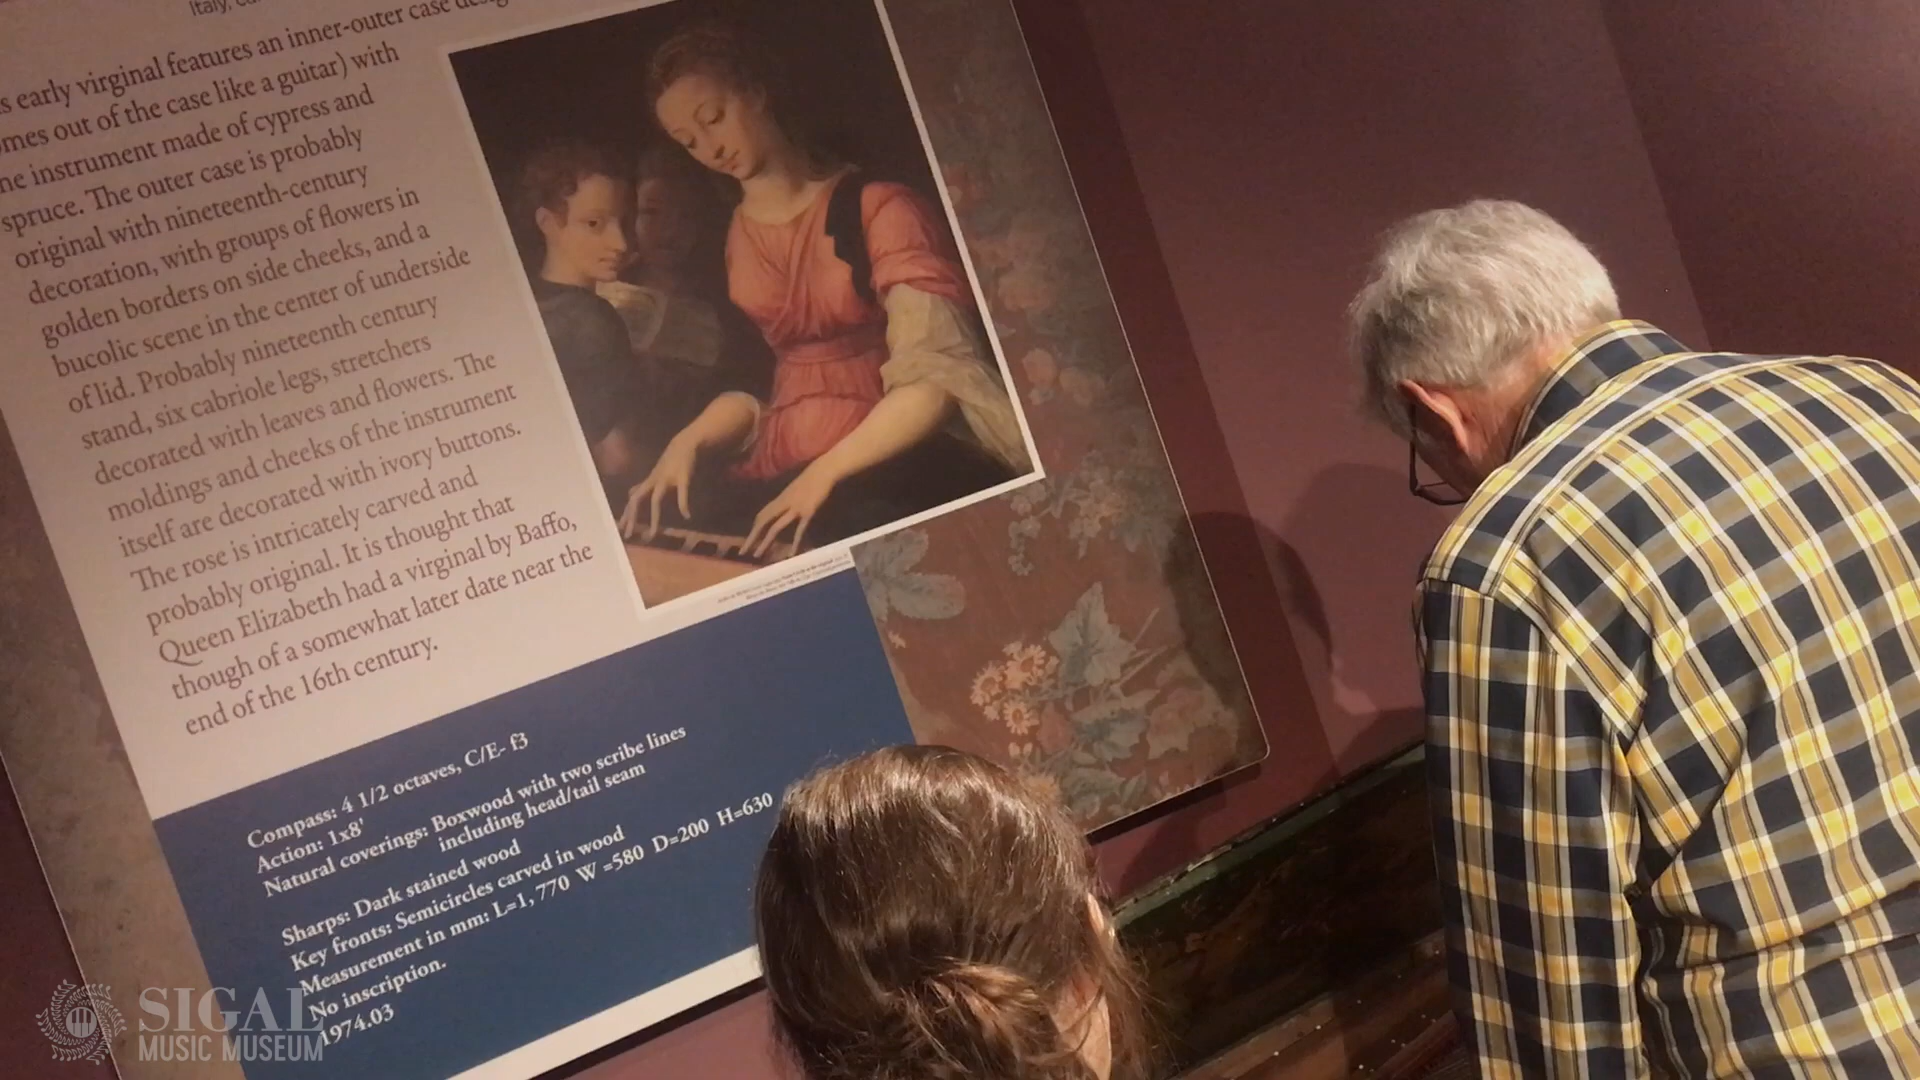 Italy,
s early virginal features an inner-outer case
mes out of the case like a guitar) with
ne instrument made of cypress and
spruce. The outer case is probably
original with nineteenth-century
decoration, with groups of flowers in
golden borders on side cheeks, and a
bucolic scene in the center of underside
of lid. Probably nineteenth century
stand, six cabriole legs, stretchers
decorated with leaves and flowers. The
moldings and cheeks of the instrument
itself are decorated with ivory buttons.
The rose is intricately carved and
probably original. It is thought that
Queen Elizabeth had a virginal by Baffo,
though of a somewhat later date near the
end of the 16th century.
Compass: 4 1/2 octaves, C/E- f3
Action: 1x8'
Natural coverings: Boxwood with two scribe lines
including head/tail seam
Sharps: Dark stained wood
Key fronts: Semicircles carved in wood
Measurement in mm: L=1, 770 W =580 D=200 H=630
No inscription.
1974.03
SIGAL
MUSIC MUSEUM